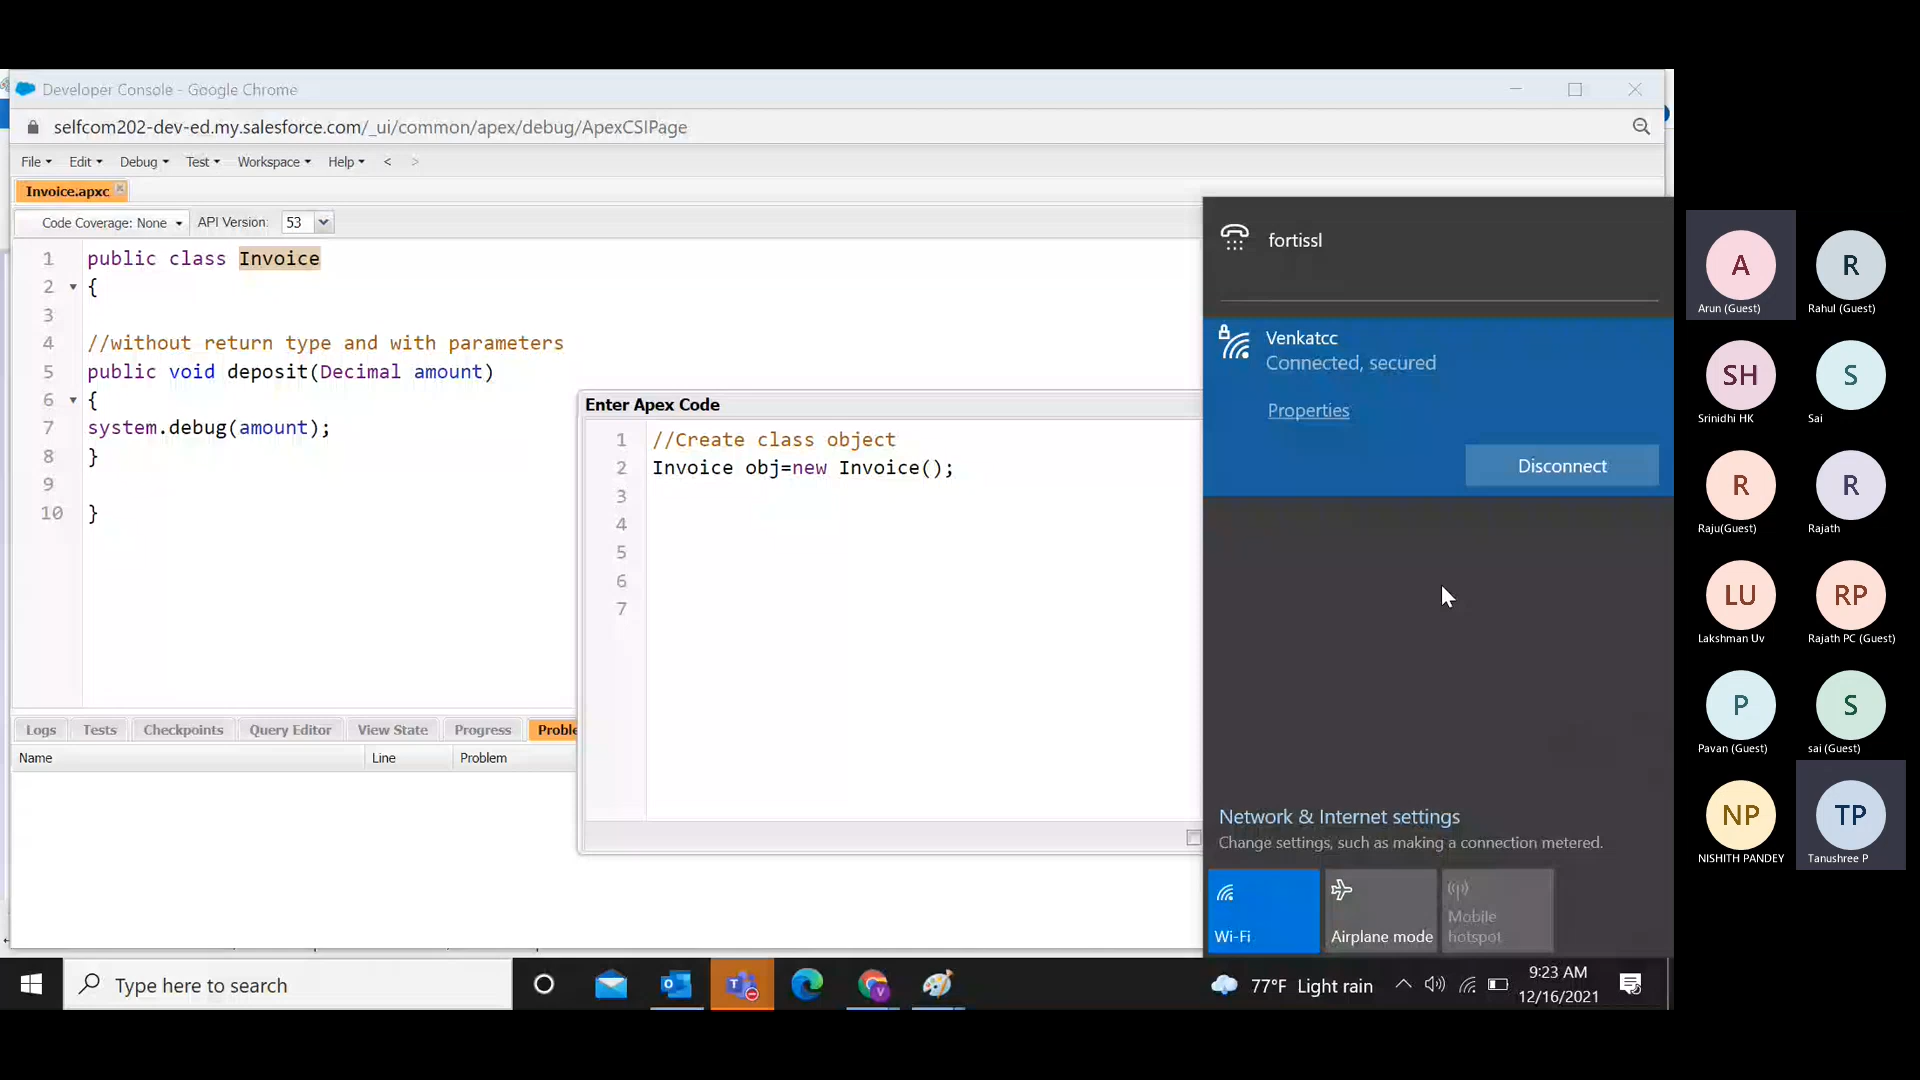 Developer Console - Google Chrome
selfcom202-dev-ed.my.salesforce.com/_ui/common/apex/debug/ApexCSIPage
File Edit Debug Test Workspace Help < >
Invoice.apxc
Code Coverage: None API Version: 53
1 public class Invoice
2 {
3
4 //without return type and with parameters
5 public void deposit(Decimal amount)
6 {
7 system.debug(amount);
8 }
9
10 }
Enter Apex Code
1 //Create class object
2 Invoice obj=new Invoice();
3
4
5
6
7
Logs Tests Checkpoints Query Editor View State Progress Proble
Name Line Problem
fortissl
Venkatcc
Connected, secured
Properties
Disconnect
Network & Internet settings
Change settings, such as making a connection metered.
Wi-Fi
Airplane mode
Mobile
hotspot
Type here to search
77°F Light rain
9:23 AM
12/16/2021
A R
Arun (Guest) Rahul (Guest)
SH S
Srinidhi HK Sai
R R
Raju(Guest) Rajath
LU RP
Lakshman Uv Rajath PC (Guest)
P S
Pavan (Guest) sai (Guest)
NP TP
NISHITH PANDEY Tanushree P